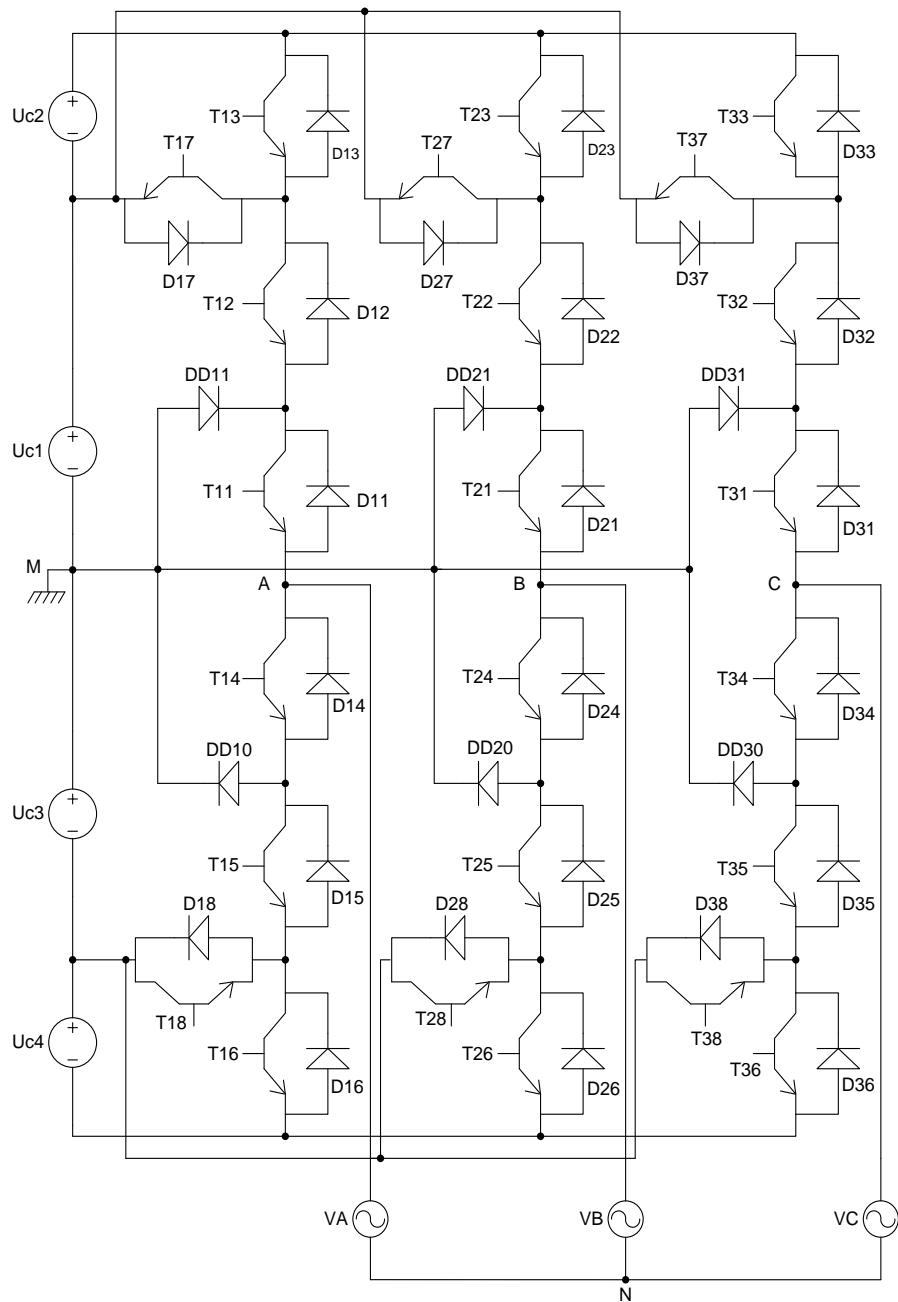 Uc2
+
−
T13
D13
T23
D23
T33
D33
T17
D17
T27
D27
T37
D37
T12
D12
T22
D22
T32
D32
DD11
DD21
DD31
Uc1
+
−
T11
D11
T21
D21
T31
D31
M
A
B
C
T14
D14
T24
D24
T34
D34
DD10
DD20
DD30
Uc3
+
−
T15
D15
T25
D25
T35
D35
D18
T18
D28
T28
D38
T38
Uc4
+
−
T16
D16
T26
D26
T36
D36
VA
VB
VC
N